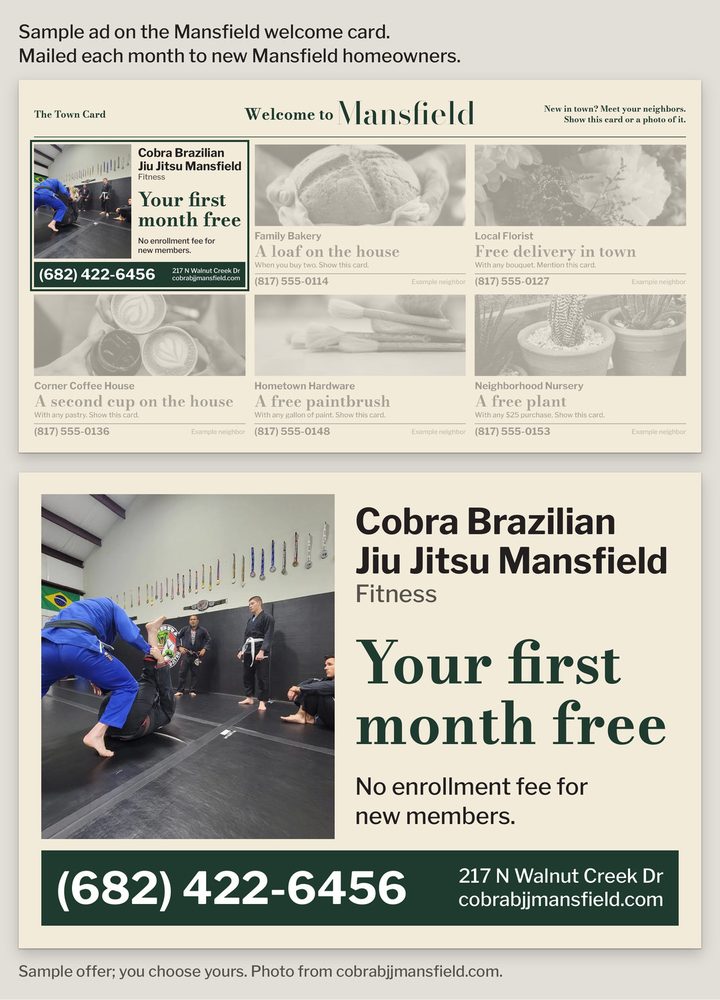 Sample ad on the Mansfield welcome card.
Mailed each month to new Mansfield homeowners.
The Town Card
Welcome to Mansfield
New in town? Meet your neighbors.
Show this card or a photo of it.
Cobra Brazilian
Jiu Jitsu Mansfield
Fitness
Your first
month free
No enrollment fee for
new members.
(682) 422-6456
217 N Walnut Creek Dr
cobrabjjmansfield.com
Family Bakery
A loaf on the house
When you buy two. Show this card.
(817) 555-0114
Example neighbor
Local Florist
Free delivery in town
With any bouquet. Mention this card.
(817) 555-0127
Example neighbor
Corner Coffee House
A second cup on the house
With any pastry. Show this card.
(817) 555-0136
Example neighbor
Hometown Hardware
A free paintbrush
With any gallon of paint. Show this card.
(817) 555-0148
Example neighbor
Neighborhood Nursery
A free plant
With any $25 purchase. Show this card.
(817) 555-0153
Example neighbor
Cobra Brazilian
Jiu Jitsu Mansfield
Fitness
Your first
month free
No enrollment fee for
new members.
(682) 422-6456
217 N Walnut Creek Dr
cobrabjjmansfield.com
Sample offer; you choose yours. Photo from cobrabjjmansfield.com.